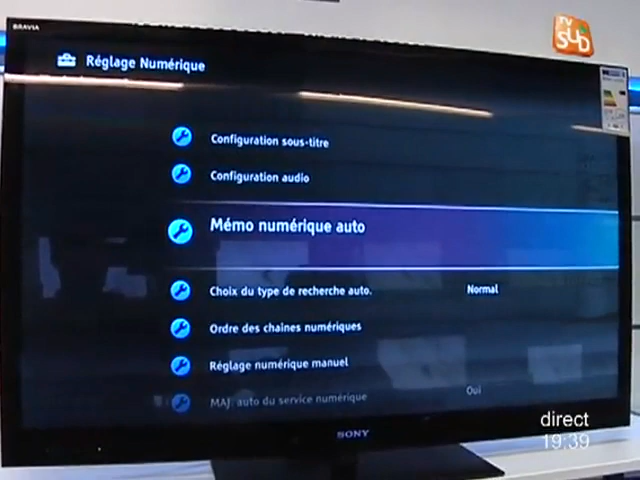 BRAVIA
TV
SUD
Réglage Numérique
Configuration sous-titre
Configuration audio
Mémo numérique auto
Choix du type de recherche auto. Normal
Ordre des chaînes numériques
Réglage numérique manuel
MAJ. auto du service numérique Oui
SONY
direct
19:39